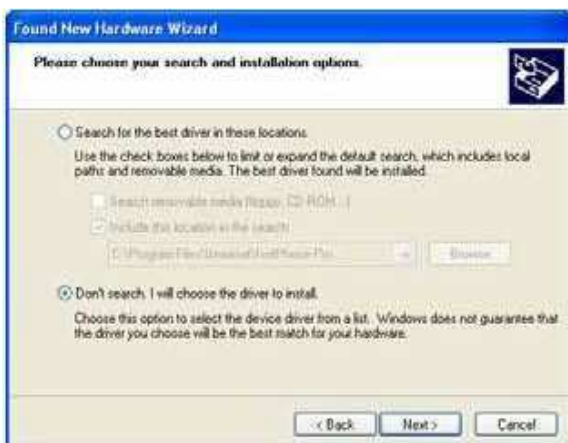 Found New Hardware Wizard
Please choose your search and installation options.
Search for the best driver in these locations.
Use the check boxes below to limit or expand the default search, which includes local
paths and removable media. The best driver found will be installed.
Search removable media (floppy, CD-ROM...)
Include this location in the search:
Browse
Don't search. I will choose the driver to install.
Choose this option to select the device driver from a list. Windows does not guarantee that
the driver you choose will be the best match for your hardware.
< Back
Next >
Cancel